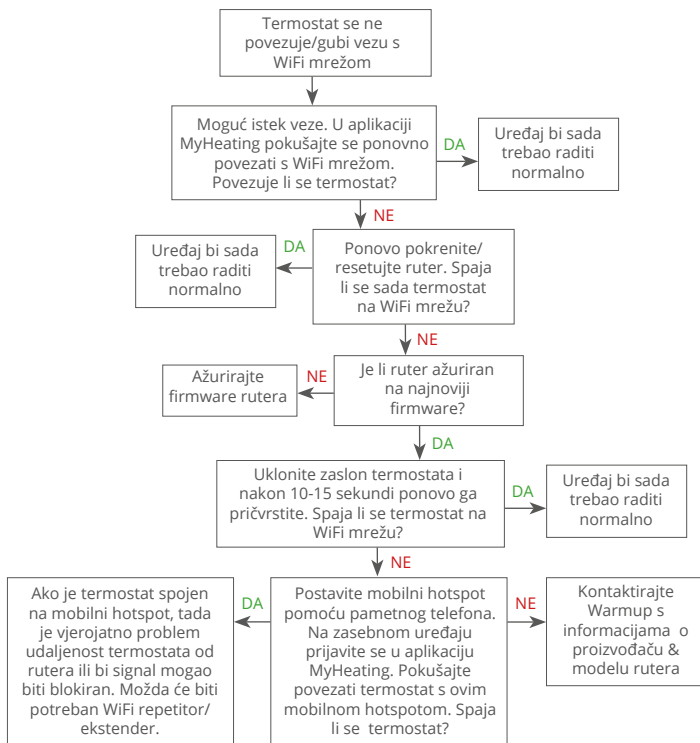 Termostat se ne
povezuje/gubi vezu s
WiFi mrežom
Moguć istek veze. U aplikaciji
MyHeating pokušajte se ponovno
povezati s WiFi mrežom.
Povezuje li se termostat?
DA
Uređaj bi sada
trebao raditi
normalno
NE
Uređaj bi sada
trebao raditi
normalno
DA
Ponovo pokrenite/
resetujte ruter. Spaja
li se sada termostat
na WiFi mrežu?
NE
Ažurirajte
firmware rutera
NE
Je li ruter ažuriran
na najnoviji
firmware?
DA
Uklonite zaslon termostata i
nakon 10-15 sekundi ponovo ga
pričvrstite. Spaja li se termostat na
WiFi mrežu?
DA
Uređaj bi sada
trebao raditi
normalno
NE
Ako je termostat spojen
na mobilni hotspot, tada
je vjerojatno problem
udaljenost termostata od
rutera ili bi signal mogao
biti blokiran. Možda će biti
potreban WiFi repetitor/
ekstender.
DA
Postavite mobilni hotspot
pomoću pametnog telefona.
Na zasebnom uređaju
prijavite se u aplikaciju
MyHeating. Pokušajte
povezati termostat s ovim
mobilnom hotspotom. Spaja
li se termostat?
NE
Kontaktirajte
Warmup s
informacijama o
proizvođaču &
modelu rutera